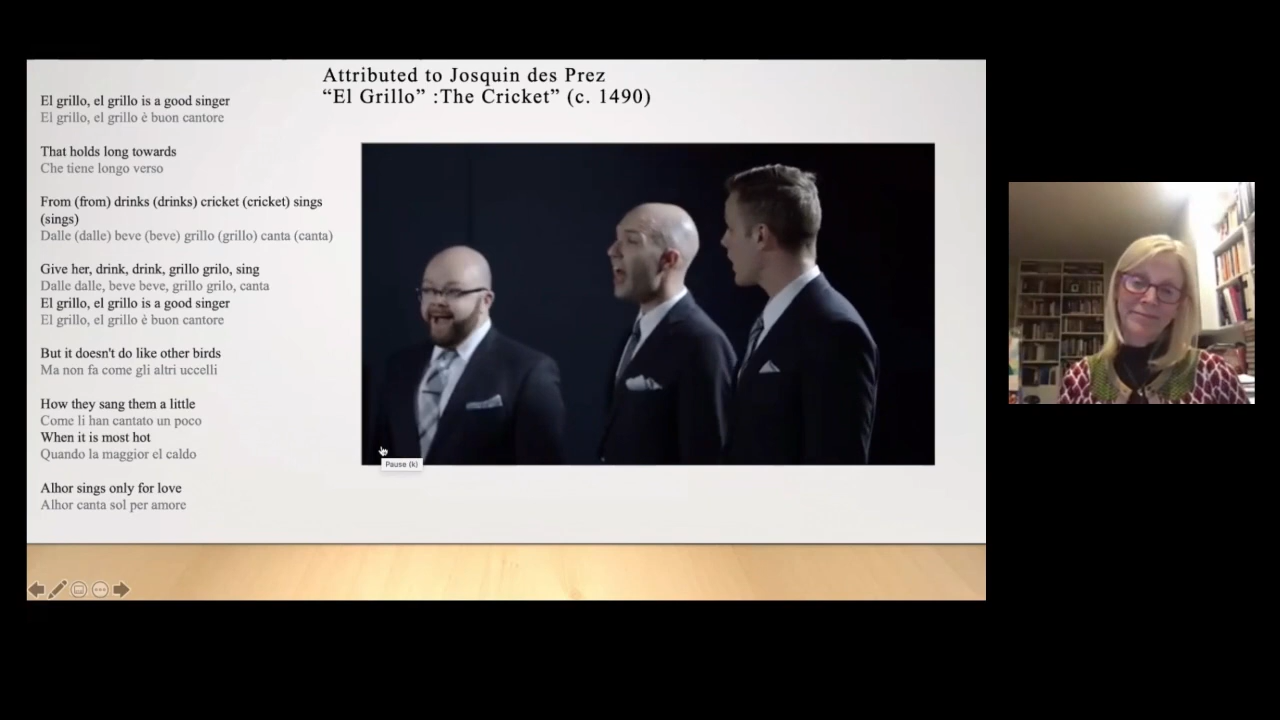 Attributed to Josquin des Prez
“El Grillo” :The Cricket” (c. 1490)
El grillo, el grillo is a good singer
El grillo, el grillo è buon cantore
That holds long towards
Che tiene longo verso
From (from) drinks (drinks) cricket (cricket) sings
(sings)
Dalle (dalle) beve (beve) grillo (grillo) canta (canta)
Give her, drink, drink, grillo grilo, sing
Dalle dalle, beve beve, grillo grilo, canta
El grillo, el grillo is a good singer
El grillo, el grillo è buon cantore
But it doesn't do like other birds
Ma non fa come gli altri uccelli
How they sang them a little
Come li han cantato un poco
When it is most hot
Quando la maggior el caldo
Alhor sings only for love
Alhor canta sol per amore
Pause (k)